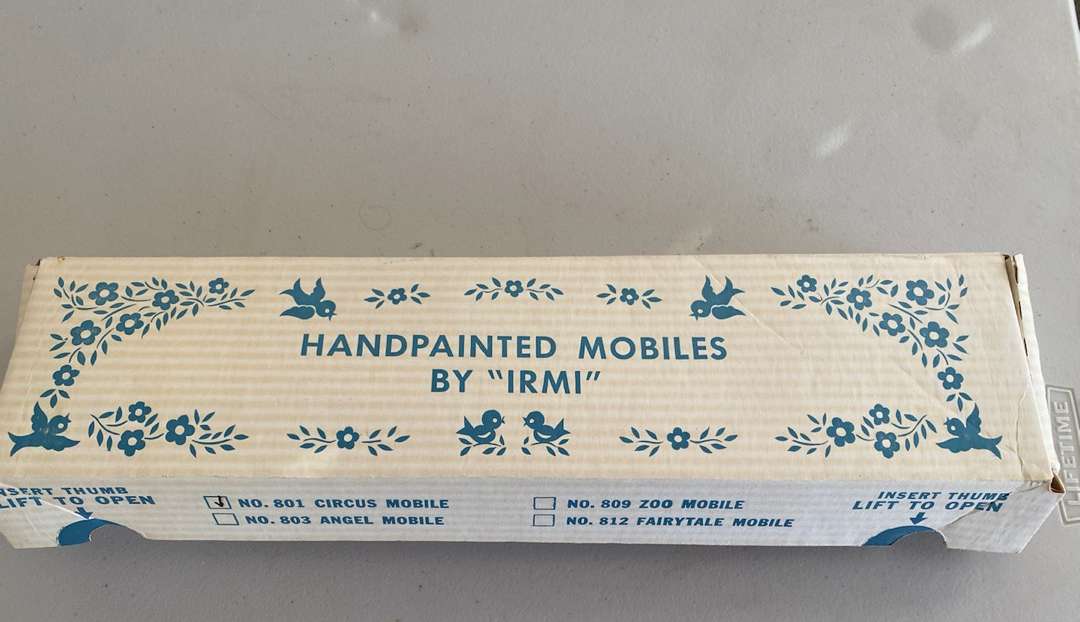 HANDPAINTED MOBILES
BY "IRMI"
INSERT THUMB
LIFT TO OPEN
NO. 801 CIRCUS MOBILE
NO. 803 ANGEL MOBILE
NO. 809 ZOO MOBILE
NO. 812 FAIRYTALE MOBILE
INSERT THUMB
LIFT TO OPEN
LIFETIME